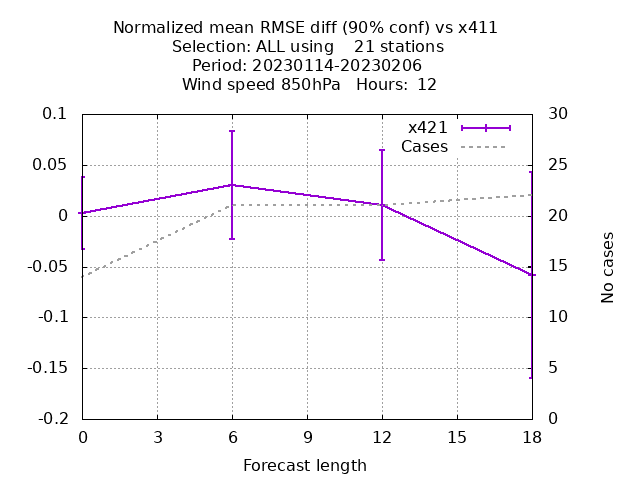 Normalized mean RMSE diff (90% conf) vs x411
Selection: ALL using    21 stations
Period: 20230114-20230206
Wind speed 850hPa   Hours:  12
x421
Cases
0.1
0.05
0
-0.05
-0.1
-0.15
-0.2
30
25
20
15
10
5
0
No cases
0 3 6 9 12 15 18
Forecast length